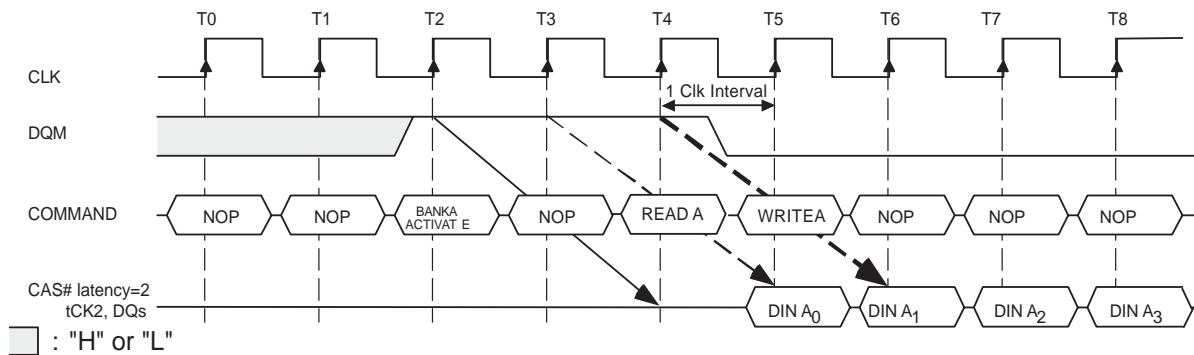 T0 T1 T2 T3 T4 T5 T6 T7 T8
CLK
1 Clk Interval
DQM
COMMAND
NOP NOP BANKA ACTIVAT E NOP READ A WRITEA NOP NOP NOP
CAS# latency=2
tCK2, DQs
DIN A0 DIN A1 DIN A2 DIN A3
: "H" or "L"